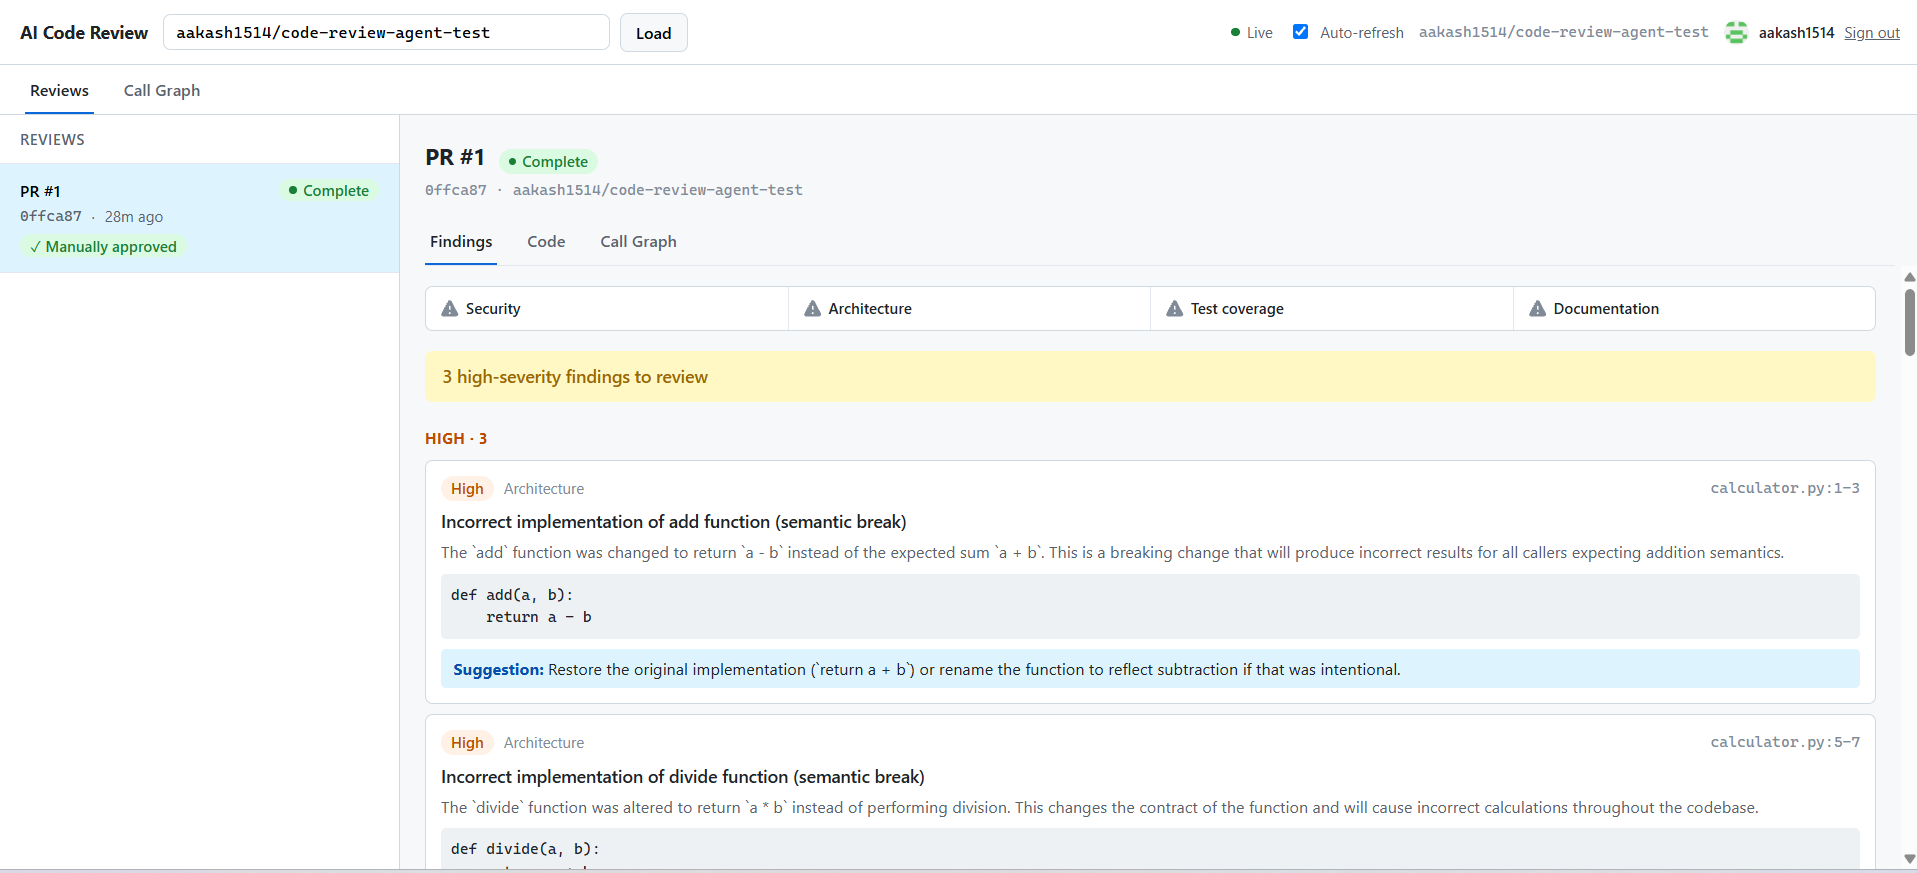 AI Code Review
aakash1514/code-review-agent-test
Load
Live
Auto-refresh
aakash1514/code-review-agent-test
aakash1514
Sign out
Reviews
Call Graph
REVIEWS
PR #1
Complete
0ffca87 · 28m ago
✓ Manually approved
PR #1
Complete
0ffca87 · aakash1514/code-review-agent-test
Findings
Code
Call Graph
Security
Architecture
Test coverage
Documentation
3 high-severity findings to review
HIGH · 3
High
Architecture
calculator.py:1–3
Incorrect implementation of add function (semantic break)
The `add` function was changed to return `a - b` instead of the expected sum `a + b`. This is a breaking change that will produce incorrect results for all callers expecting addition semantics.
def add(a, b):
    return a - b
Suggestion: Restore the original implementation (`return a + b`) or rename the function to reflect subtraction if that was intentional.
High
Architecture
calculator.py:5–7
Incorrect implementation of divide function (semantic break)
The `divide` function was altered to return `a * b` instead of performing division. This changes the contract of the function and will cause incorrect calculations throughout the codebase.
def divide(a, b):